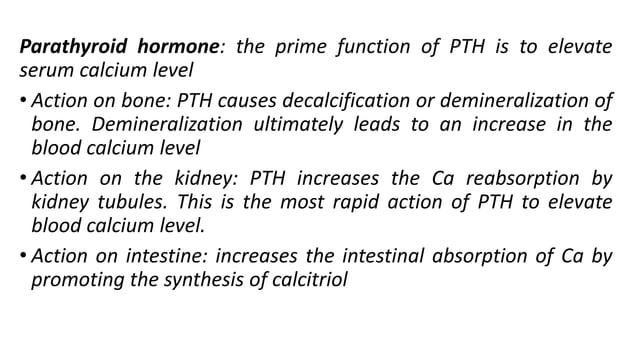 Parathyroid hormone: the prime function of PTH is to elevate
serum calcium level
• Action on bone: PTH causes decalcification or demineralization of
bone. Demineralization ultimately leads to an increase in the
blood calcium level
• Action on the kidney: PTH increases the Ca reabsorption by
kidney tubules. This is the most rapid action of PTH to elevate
blood calcium level.
• Action on intestine: increases the intestinal absorption of Ca by
promoting the synthesis of calcitriol